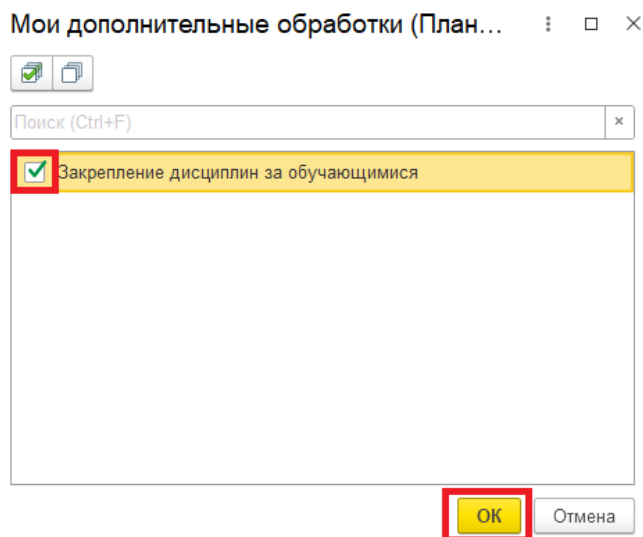 Мои дополнительные обработки (План...
Поиск (Ctrl+F)
Закрепление дисциплин за обучающимися
ОК
Отмена